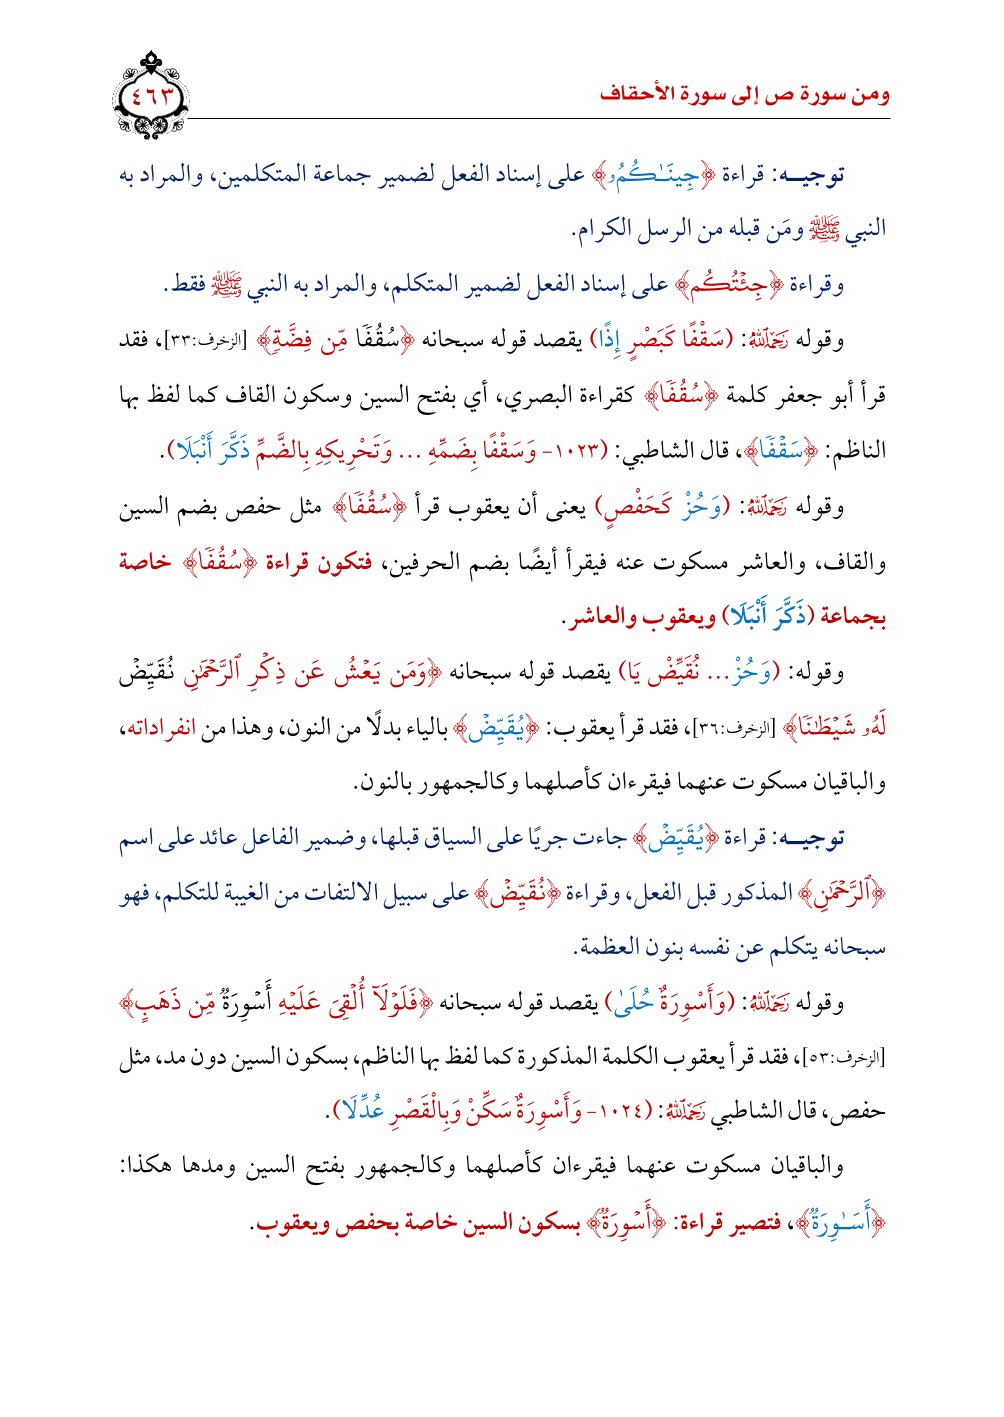 ومن سورة ص إلى سورة الأحقاف
٤٦٣
توجيـــه: قراءة ﴿جِينَـٰكُمُۥ﴾ على إسناد الفعل لضمير جماعة المتكلمين، والمراد به
النبي ﷺ ومَن قبله من الرسل الكرام.
وقراءة ﴿جِئْتُكُم﴾ على إسناد الفعل لضمير المتكلم، والمراد به النبي ﷺ فقط.
وقوله رَحِمَهُ ٱللَّهُ: (سَقْفًا كَبَصْرٍ إِذًا) يقصد قوله سبحانه ﴿سُقُفًا مِّن فِضَّةٍ﴾ [الزخرف:٣٣]، فقد
قرأ أبو جعفر كلمة ﴿سُقُفًا﴾ كقراءة البصري، أي بفتح السين وسكون القاف كما لفظ بها
الناظم: ﴿سَقْفًا﴾، قال الشاطبي: (١٠٢٣- وَسَقْفًا بِضَمِّهِ ... وَتَحْرِيكِهِ بِالضَّمِّ ذَكَّرَ أَنْبَلَا).
وقوله رَحِمَهُ ٱللَّهُ: (وَحُزْ كَحَفْصٍ) يعنى أن يعقوب قرأ ﴿سُقُفًا﴾ مثل حفص بضم السين
والقاف، والعاشر مسكوت عنه فيقرأ أيضًا بضم الحرفين، فتكون قراءة ﴿سُقُفًا﴾ خاصة
بجماعة (ذَكَّرَ أَنْبَلَا) ويعقوب والعاشر.
وقوله: (وَحُزْ... نُقَيِّضْ يَا) يقصد قوله سبحانه ﴿وَمَن يَعْشُ عَن ذِكْرِ ٱلرَّحْمَٰنِ نُقَيِّضْ
لَهُۥ شَيْطَـٰنًا﴾ [الزخرف:٣٦]، فقد قرأ يعقوب: ﴿يُقَيِّضْ﴾ بالياء بدلًا من النون، وهذا من انفراداته،
والباقيان مسكوت عنهما فيقرءان كأصلهما وكالجمهور بالنون.
توجيـــه: قراءة ﴿يُقَيِّضْ﴾ جاءت جريًا على السياق قبلها، وضمير الفاعل عائد على اسم
﴿ٱلرَّحْمَٰنِ﴾ المذكور قبل الفعل، وقراءة ﴿نُقَيِّضْ﴾ على سبيل الالتفات من الغيبة للتكلم، فهو
سبحانه يتكلم عن نفسه بنون العظمة.
وقوله رَحِمَهُ ٱللَّهُ: (وَأَسْوِرَةٌ حُلَىٰ) يقصد قوله سبحانه ﴿فَلَوْلَآ أُلْقِىَ عَلَيْهِ أَسْوِرَةٌ مِّن ذَهَبٍ﴾
[الزخرف:٥٣]، فقد قرأ يعقوب الكلمة المذكورة كما لفظ بها الناظم، بسكون السين دون مد، مثل
حفص، قال الشاطبي رَحِمَهُ ٱللَّهُ: (١٠٢٤- وَأَسْوِرَةٌ سَكِّنْ وَبِالْقَصْرِ عُدِّلَا).
والباقيان مسكوت عنهما فيقرءان كأصلهما وكالجمهور بفتح السين ومدها هكذا:
﴿أَسَـٰوِرَةٌ﴾، فتصير قراءة: ﴿أَسْوِرَةٌ﴾ بسكون السين خاصة بحفص ويعقوب.